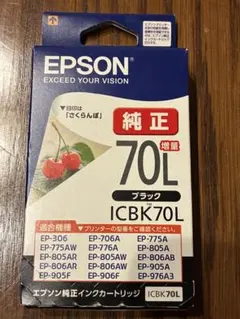 EPSON
EXCEED YOUR VISION
▼目印は「さくらんぼ」
純正
70L
増量
ブラック
ICBK70L
適合機種
▼プリンターの型番をご確認ください。
EP-306 EP-706A EP-775A
EP-775AW EP-776A EP-805A
EP-805AR EP-805AW EP-806AB
EP-806AR EP-806AW EP-905A
EP-905F EP-906F EP-976A3
エプソン純正インクカートリッジ ICBK70L